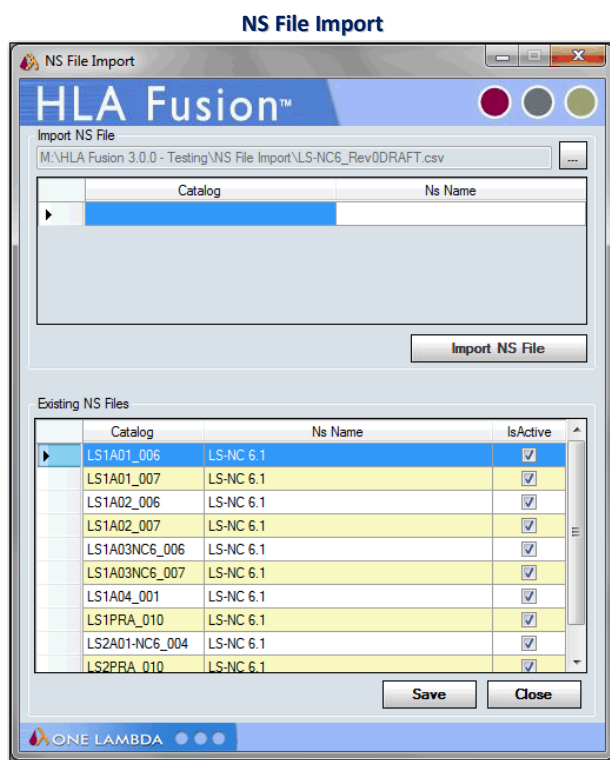 NS File Import
NS File Import
HLA Fusion™
Import NS File
M:\HLA Fusion 3.0.0 - Testing\NS File Import\LS-NC6_Rev0DRAFT.csv ...
Catalog Ns Name
Import NS File
Existing NS Files
Catalog Ns Name IsActive
LS1A01_006 LS-NC 6.1
LS1A01_007 LS-NC 6.1
LS1A02_006 LS-NC 6.1
LS1A02_007 LS-NC 6.1
LS1A03NC6_006 LS-NC 6.1
LS1A03NC6_007 LS-NC 6.1
LS1A04_001 LS-NC 6.1
LS1PRA_010 LS-NC 6.1
LS2A01-NC6_004 LS-NC 6.1
LS2PRA_010 LS-NC 6.1
Save Close
ONE LAMBDA